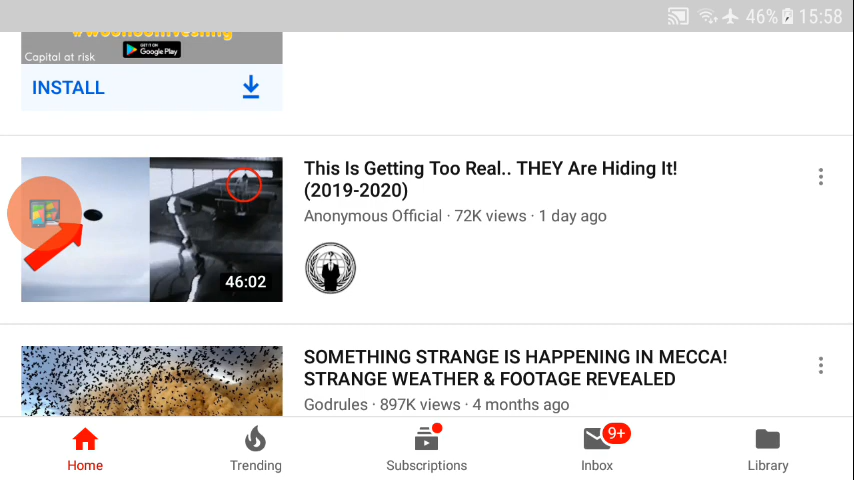 46% 15:58
#WooHooInvesting
GET IT ON
Google Play
Capital at risk
INSTALL
This Is Getting Too Real.. THEY Are Hiding It!
(2019-2020)
Anonymous Official · 72K views · 1 day ago
46:02
SOMETHING STRANGE IS HAPPENING IN MECCA!
STRANGE WEATHER & FOOTAGE REVEALED
Godrules · 897K views · 4 months ago
9+
Home
Trending
Subscriptions
Inbox
Library